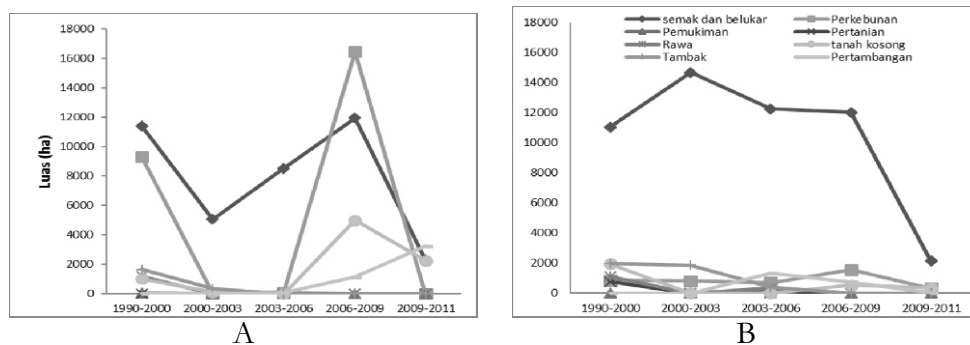 Luas (ha)
18000
16000
14000
12000
10000
8000
6000
4000
2000
0
1990-2000 2000-2003 2003-2006 2006-2009 2009-2011
A
18000
16000
14000
12000
10000
8000
6000
4000
2000
0
semak dan belukar Perkebunan
Pemukiman Pertanian
Rawa tanah kosong
Tambak Pertambangan
1990-2000 2000-2003 2003-2006 2006-2009 2009-2011
B